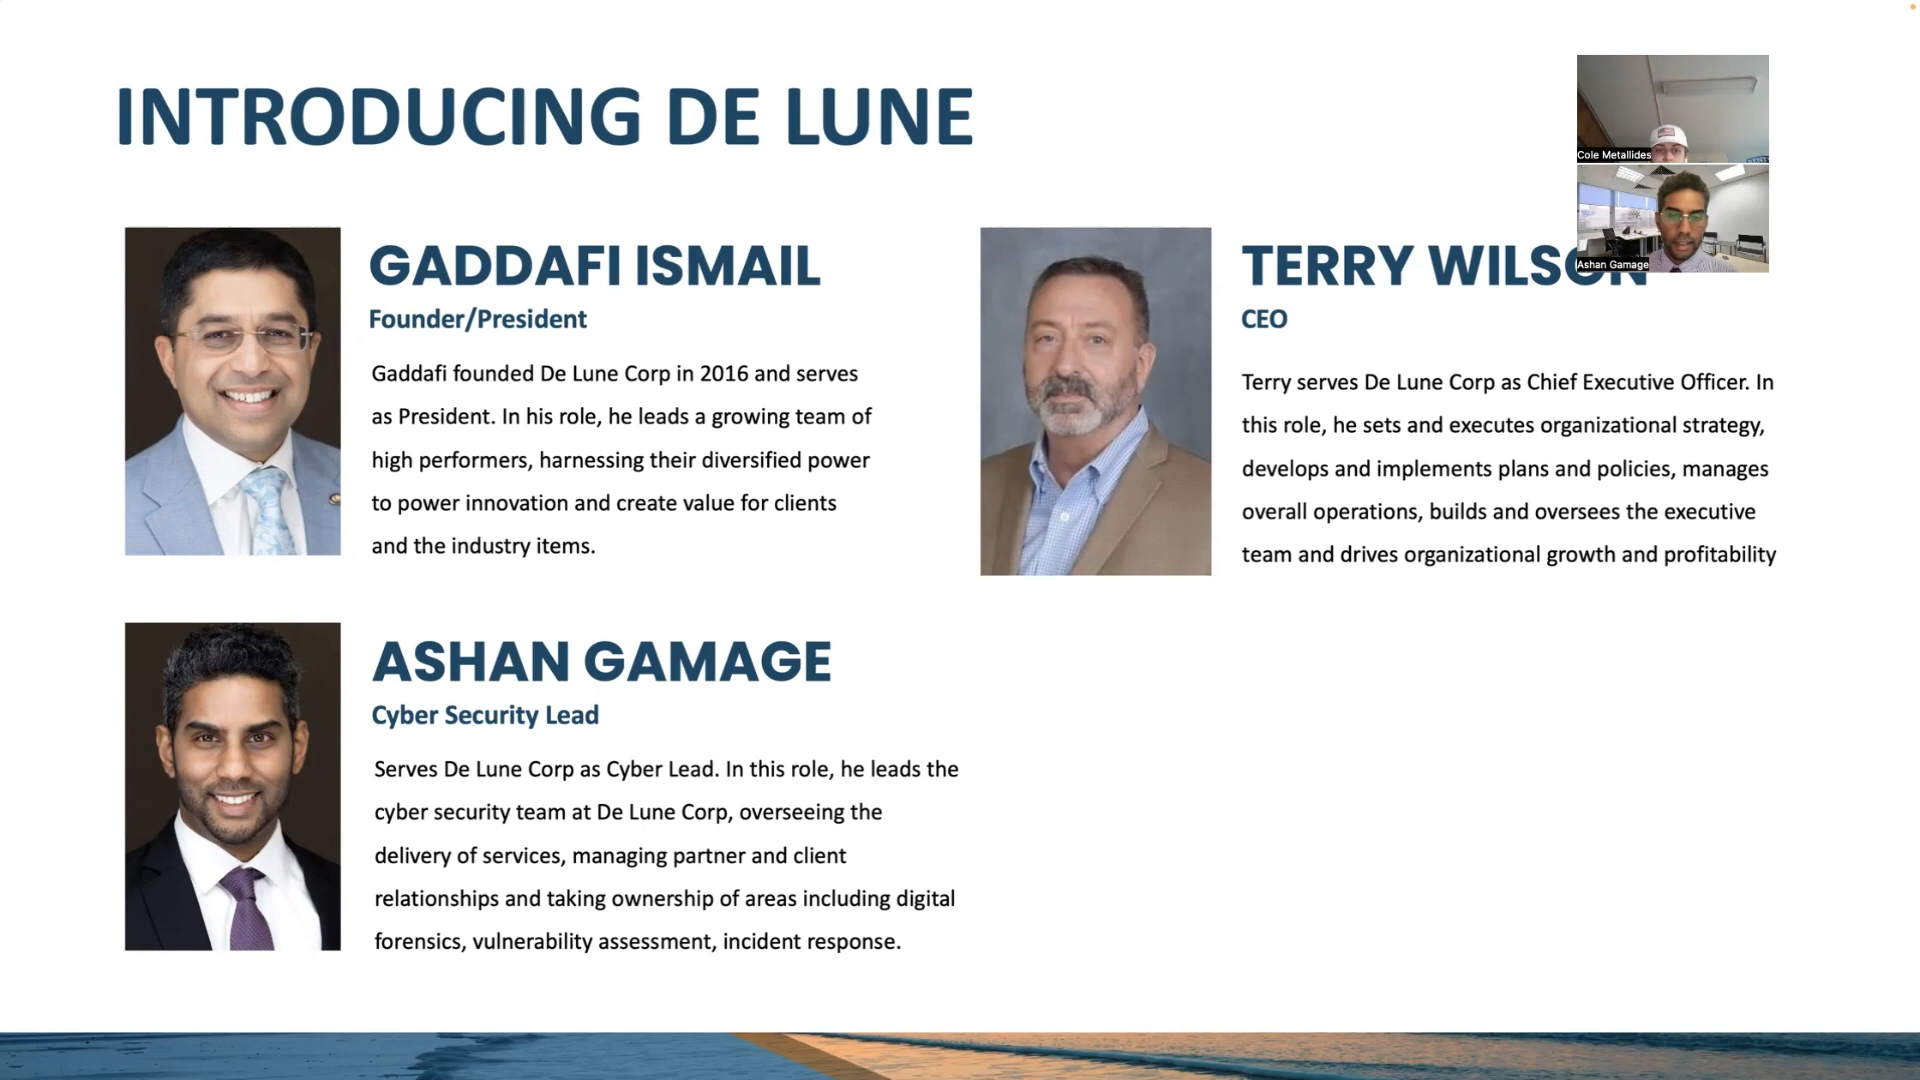 INTRODUCING DE LUNE
Cole Metallides
Ashan Gamage
GADDAFI ISMAIL
Founder/President
Gaddafi founded De Lune Corp in 2016 and serves
as President. In his role, he leads a growing team of
high performers, harnessing their diversified power
to power innovation and create value for clients
and the industry items.
TERRY WILSON
CEO
Terry serves De Lune Corp as Chief Executive Officer. In
this role, he sets and executes organizational strategy,
develops and implements plans and policies, manages
overall operations, builds and oversees the executive
team and drives organizational growth and profitability
ASHAN GAMAGE
Cyber Security Lead
Serves De Lune Corp as Cyber Lead. In this role, he leads the
cyber security team at De Lune Corp, overseeing the
delivery of services, managing partner and client
relationships and taking ownership of areas including digital
forensics, vulnerability assessment, incident response.